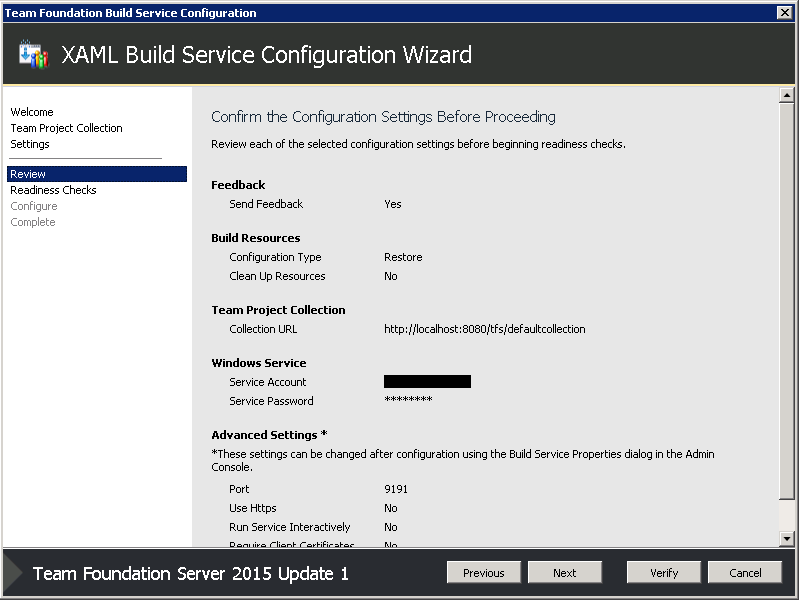 Team Foundation Build Service Configuration
XAML Build Service Configuration Wizard
Welcome
Team Project Collection
Settings
Review
Readiness Checks
Configure
Complete
Confirm the Configuration Settings Before Proceeding
Review each of the selected configuration settings before beginning readiness checks.
Feedback
Send Feedback Yes
Build Resources
Configuration Type Restore
Clean Up Resources No
Team Project Collection
Collection URL http://localhost:8080/tfs/defaultcollection
Windows Service
Service Account
Service Password ********
Advanced Settings *
*These settings can be changed after configuration using the Build Service Properties dialog in the Admin
Console.
Port 9191
Use Https No
Run Service Interactively No
Require Client Certificates No
Team Foundation Server 2015 Update 1
Previous Next Verify Cancel